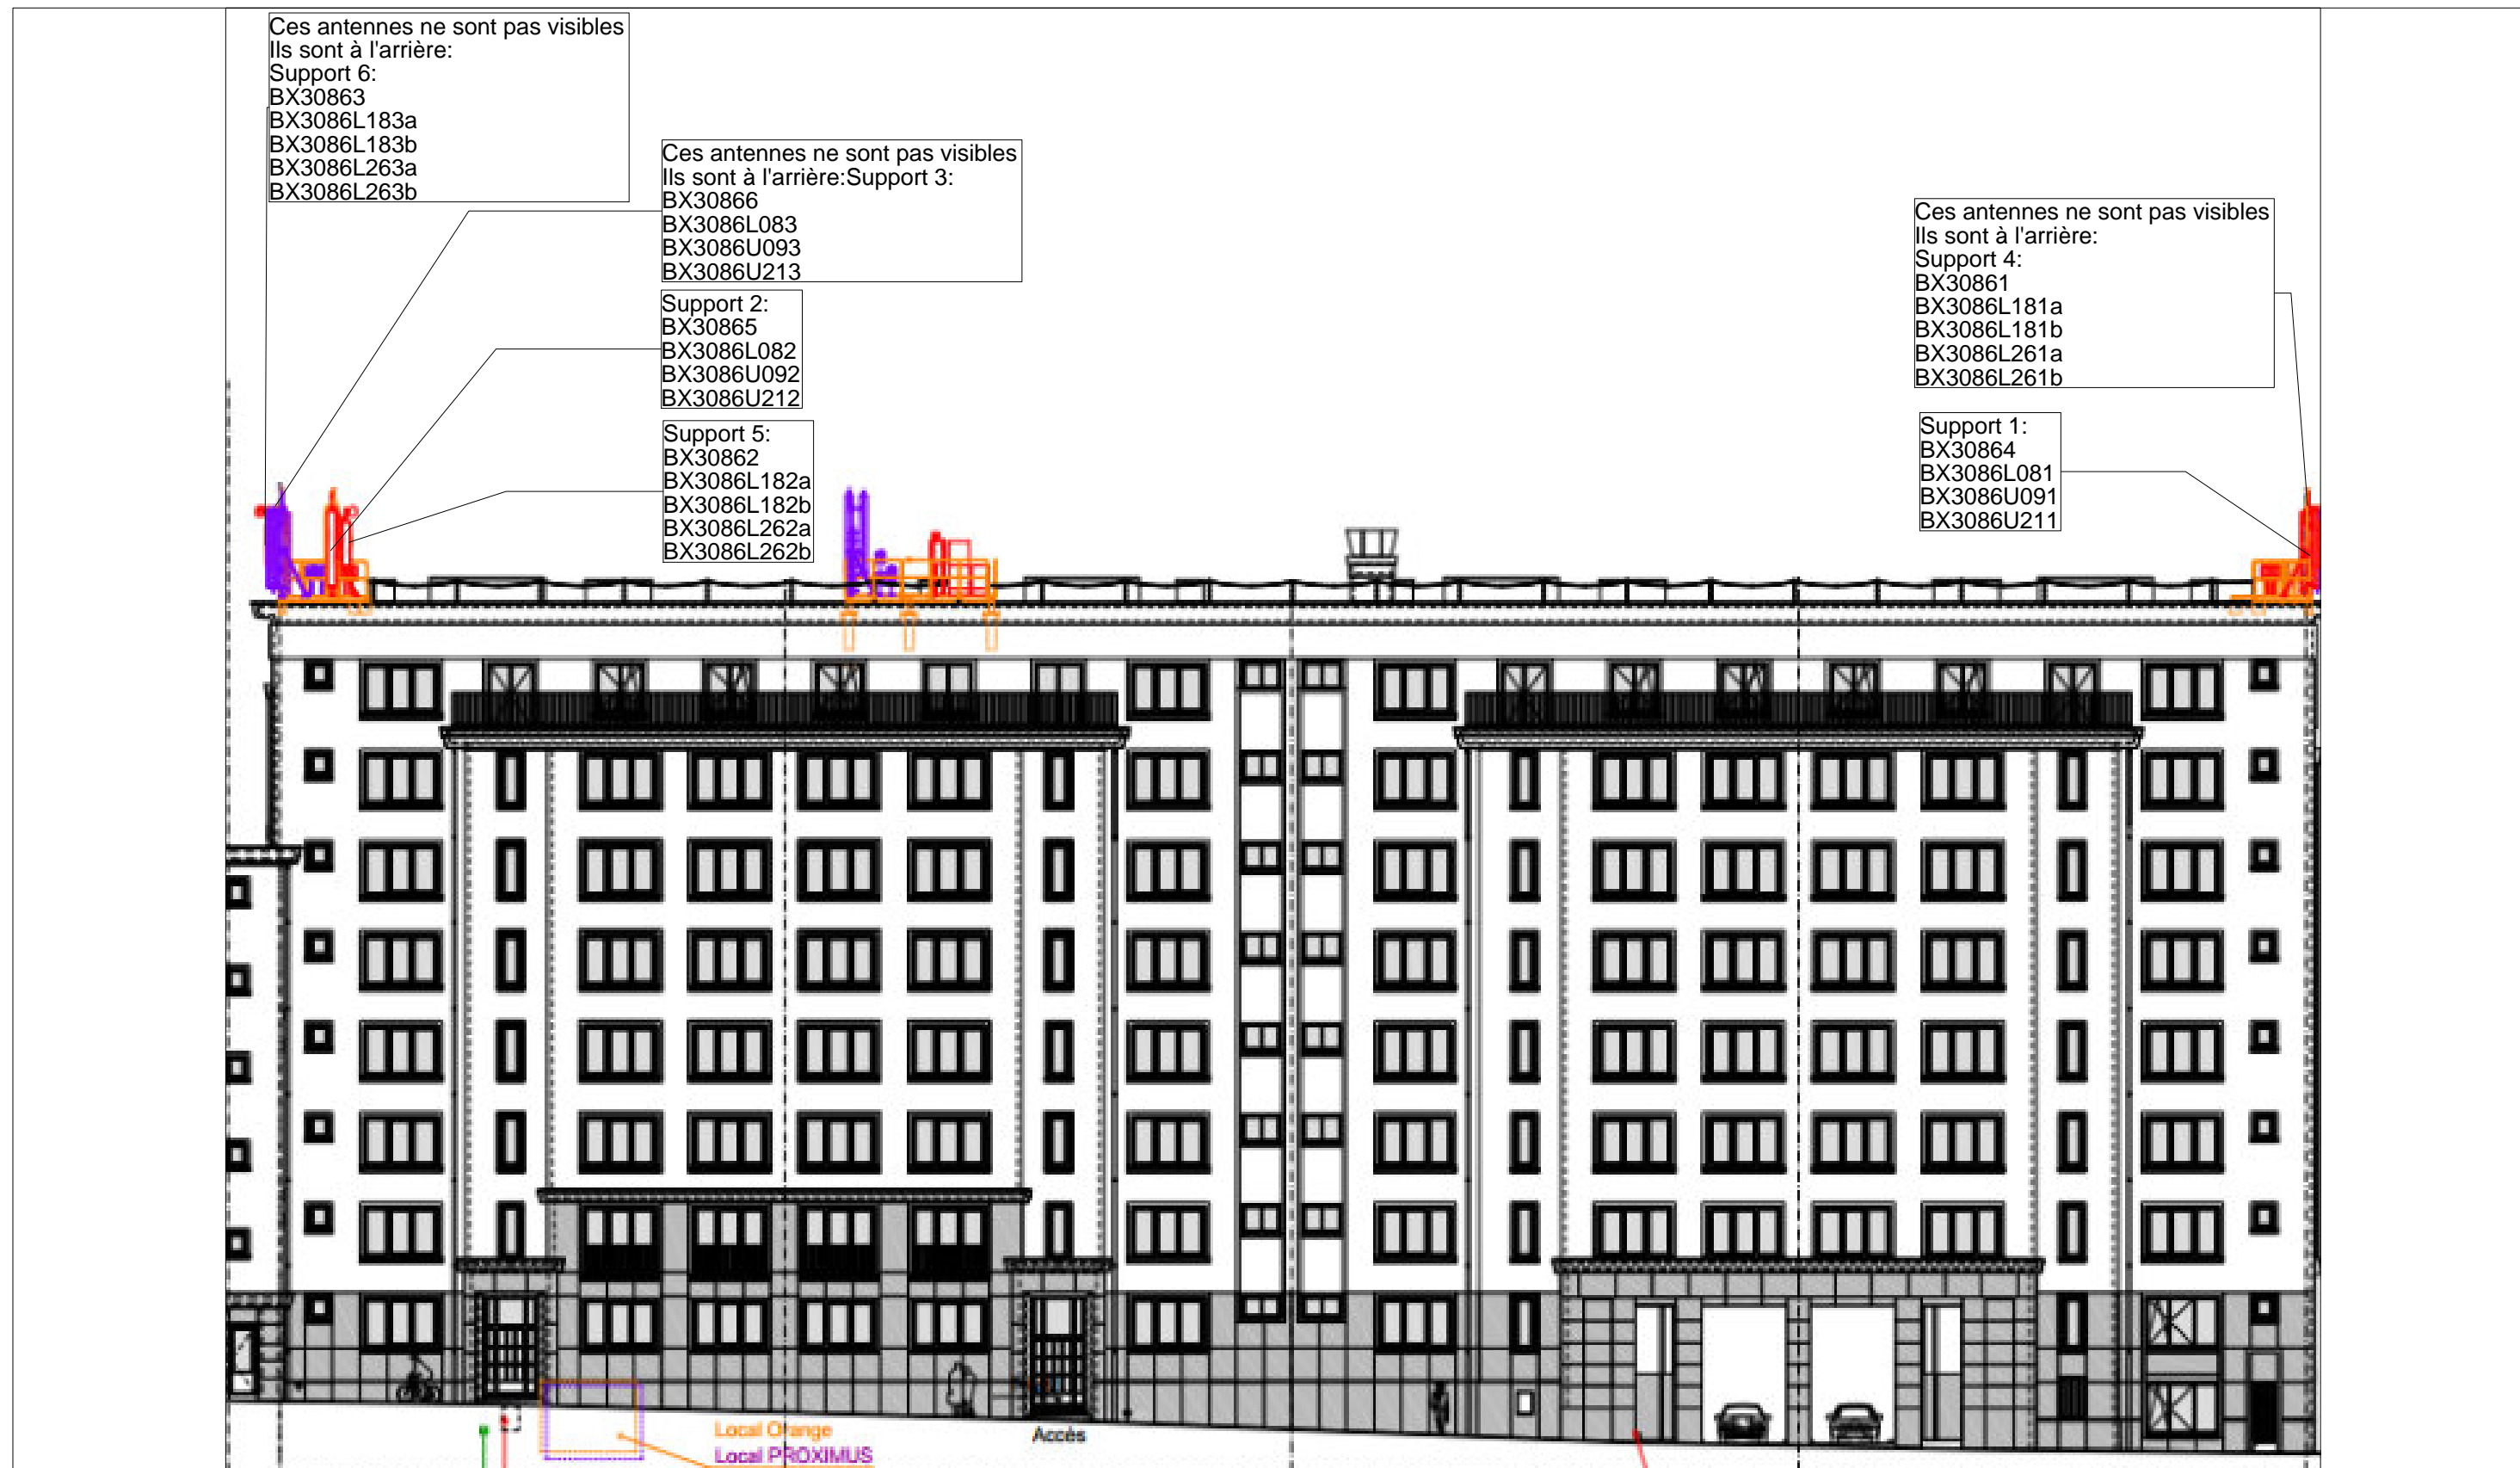 Ces antennes ne sont pas visibles
Ils sont à l'arrière:
Support 6:
BX30863
BX3086L183a
BX3086L183b
BX3086L263a
BX3086L263b
Ces antennes ne sont pas visibles
Ils sont à l'arrière:Support 3:
BX30866
BX3086L083
BX3086U093
BX3086U213
Support 2:
BX30865
BX3086L082
BX3086U092
BX3086U212
Support 5:
BX30862
BX3086L182a
BX3086L182b
BX3086L262a
BX3086L262b
Ces antennes ne sont pas visibles
Ils sont à l'arrière:
Support 4:
BX30861
BX3086L181a
BX3086L181b
BX3086L261a
BX3086L261b
Support 1:
BX30864
BX3086L081
BX3086U091
BX3086U211
Local Orange
Local PROXIMUS
Accès